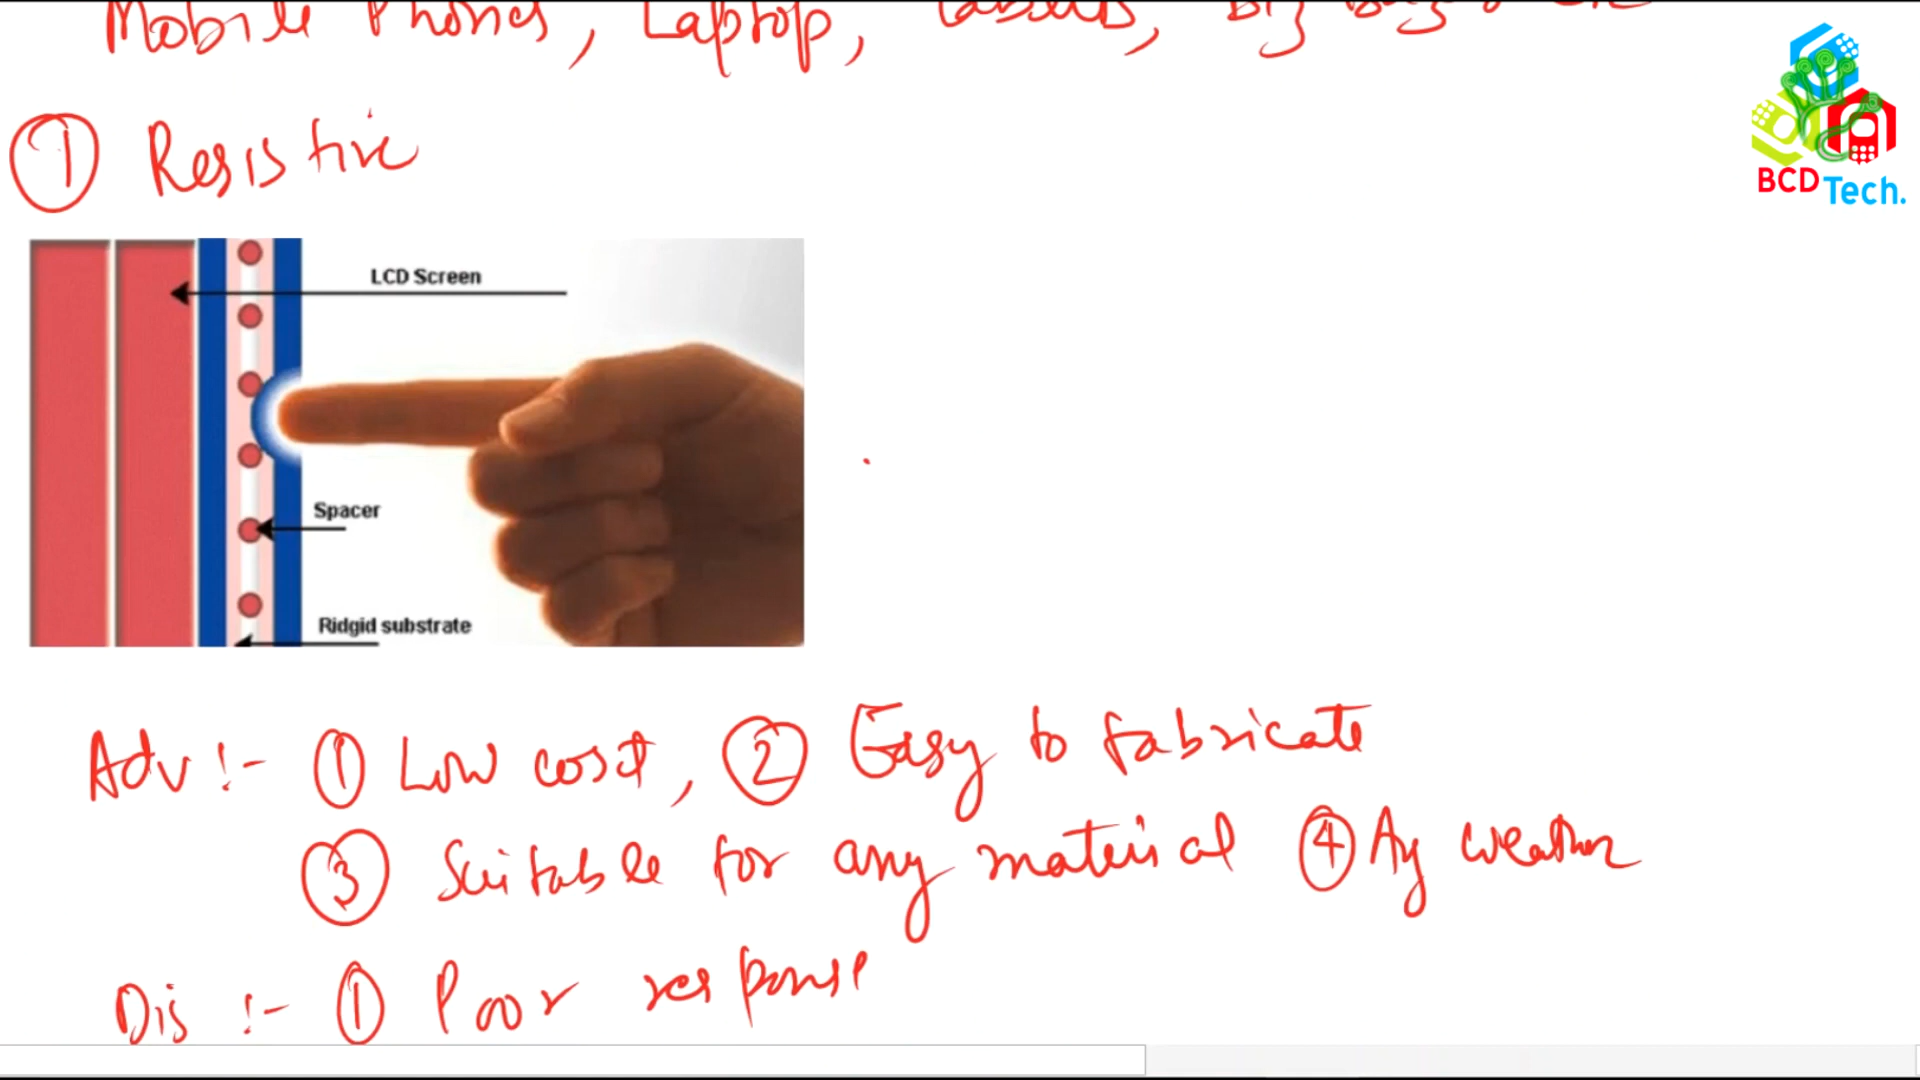 Mobile Phones, Laptop,
① Resistive
BCD Tech.
LCD Screen
Spacer
Ridgid substrate
Adv :- ① Low cost, ② Easy to fabricate
③ Suitable for any material ④ Ay weather
Dis :- ① Poor response